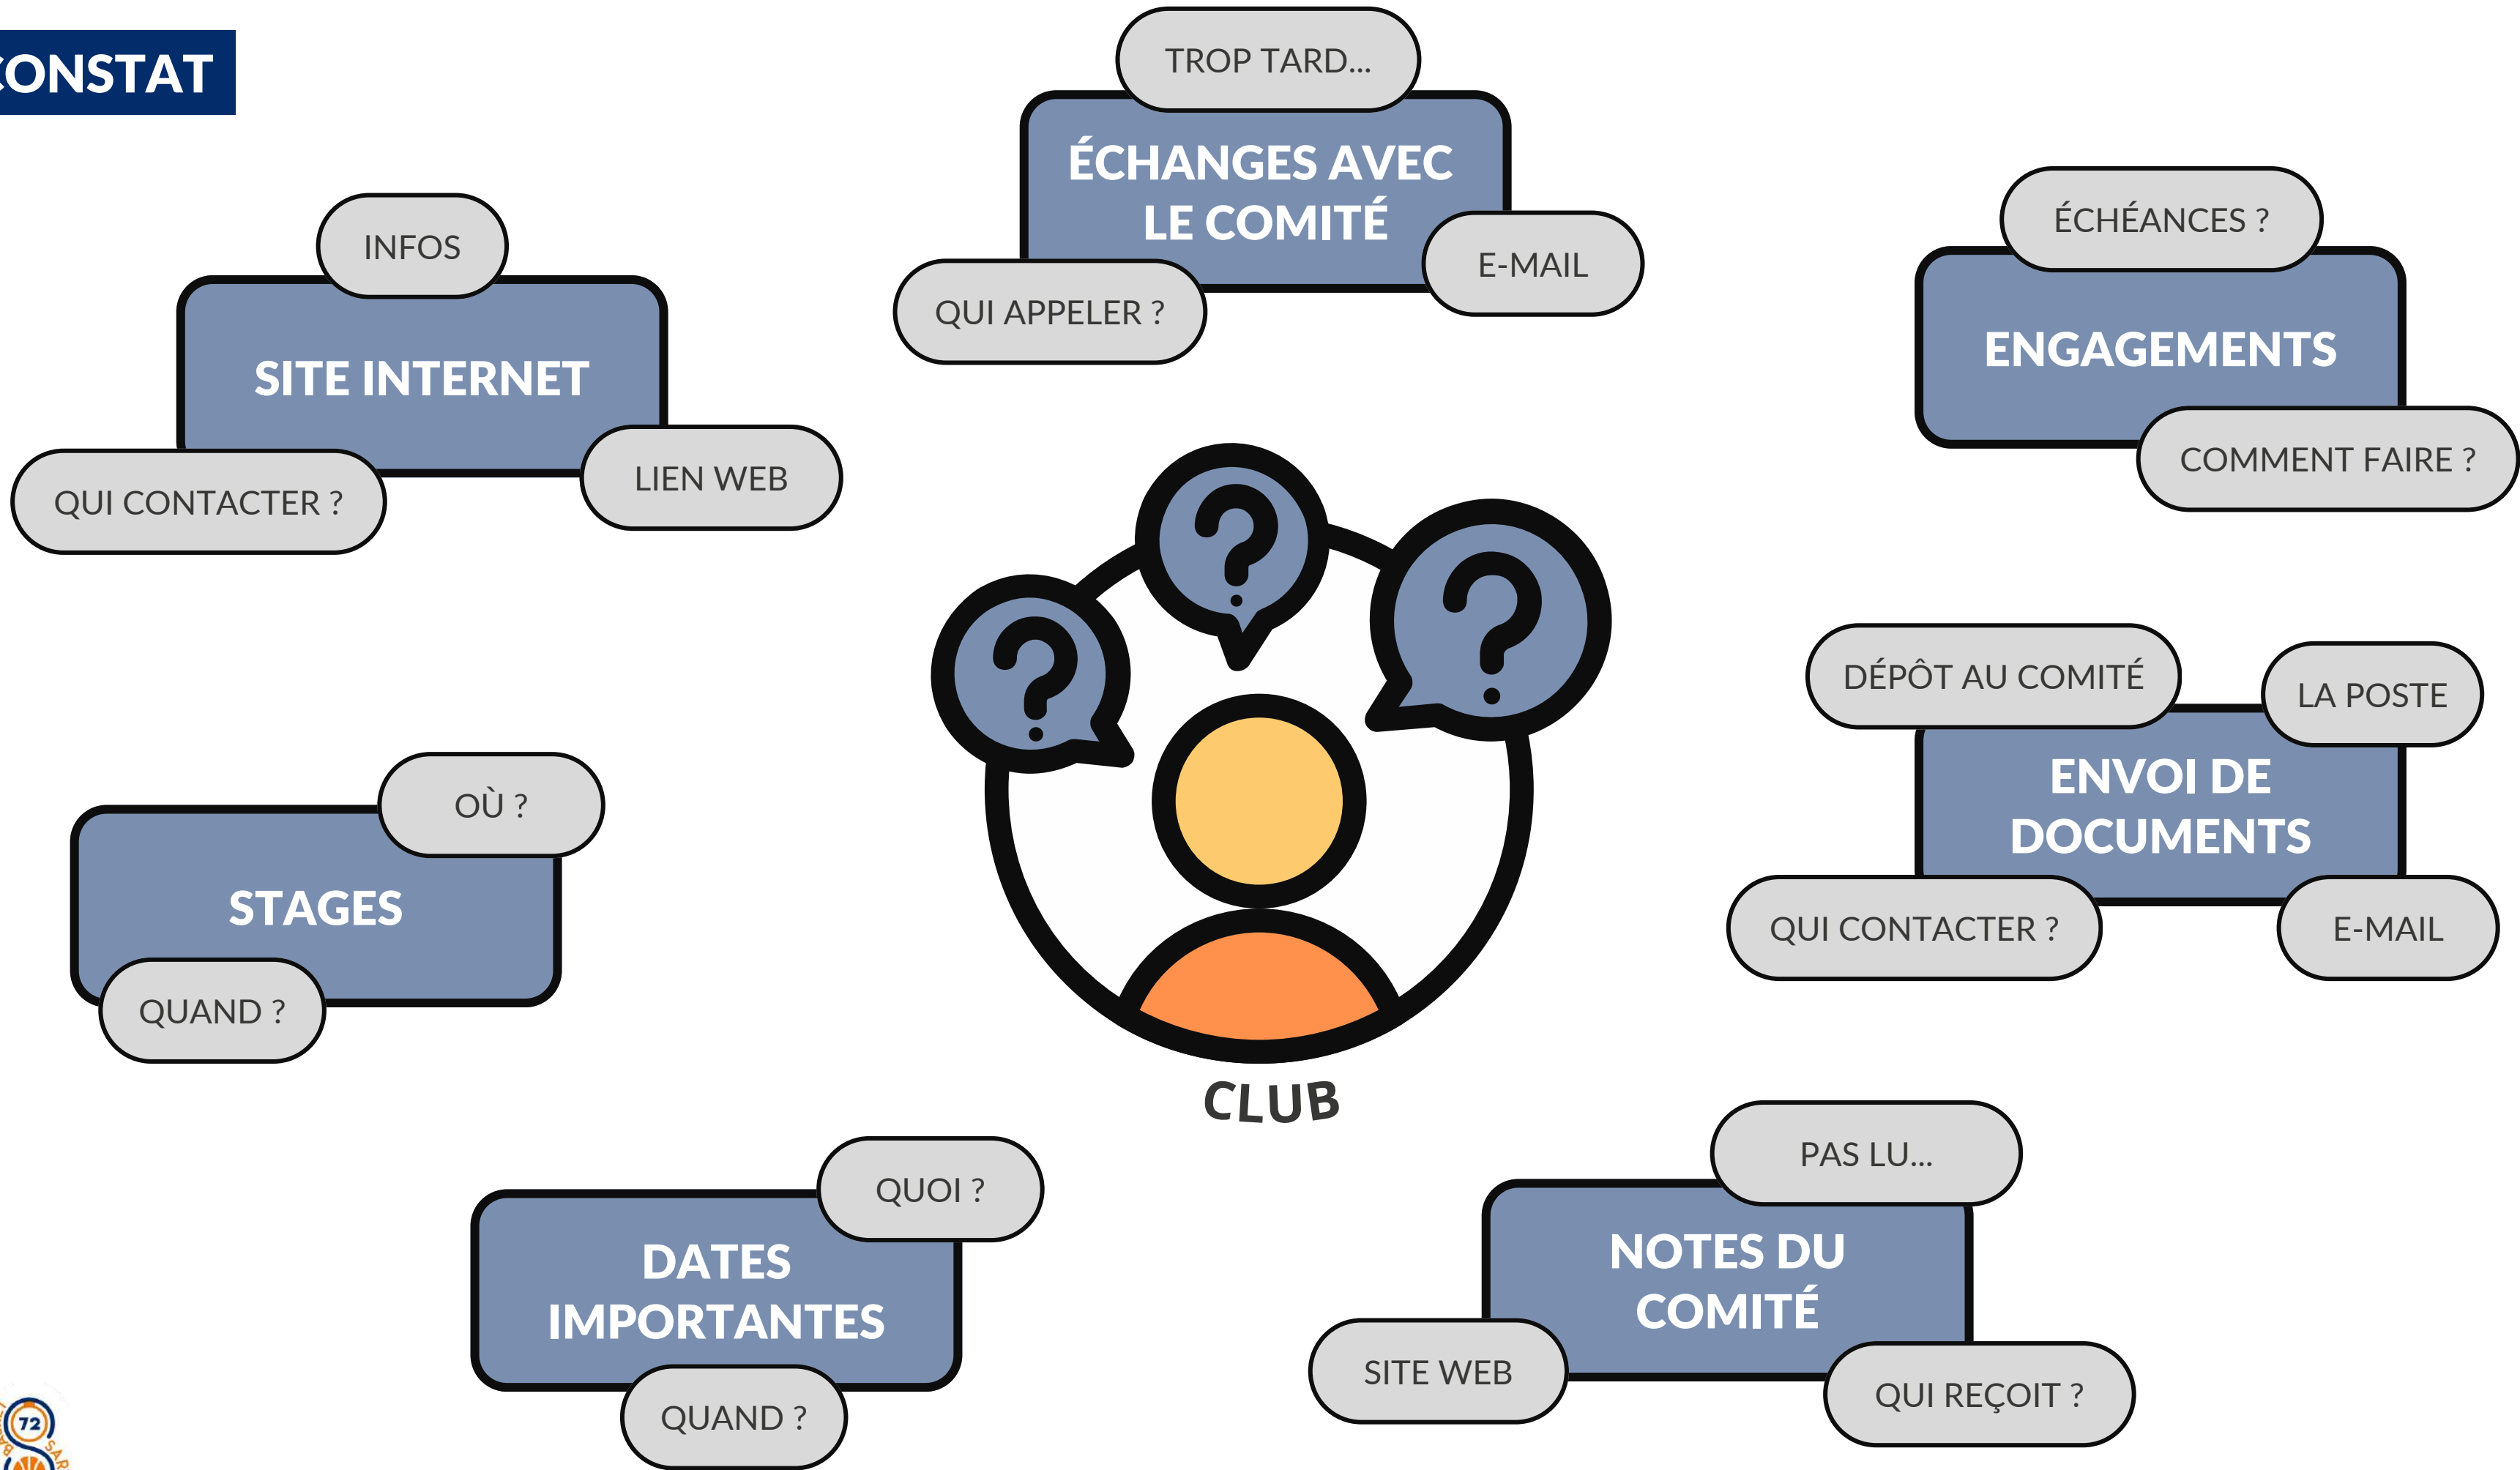 CONSTAT
TROP TARD...
ÉCHANGES AVEC
LE COMITÉ
QUI APPELER ?
E-MAIL
INFOS
SITE INTERNET
QUI CONTACTER ?
LIEN WEB
ÉCHÉANCES ?
ENGAGEMENTS
COMMENT FAIRE ?
DÉPÔT AU COMITÉ
LA POSTE
ENVOI DE
DOCUMENTS
QUI CONTACTER ?
E-MAIL
OÙ ?
STAGES
QUAND ?
CLUB
QUOI ?
DATES
IMPORTANTES
QUAND ?
PAS LU...
NOTES DU
COMITÉ
SITE WEB
QUI REÇOIT ?
72